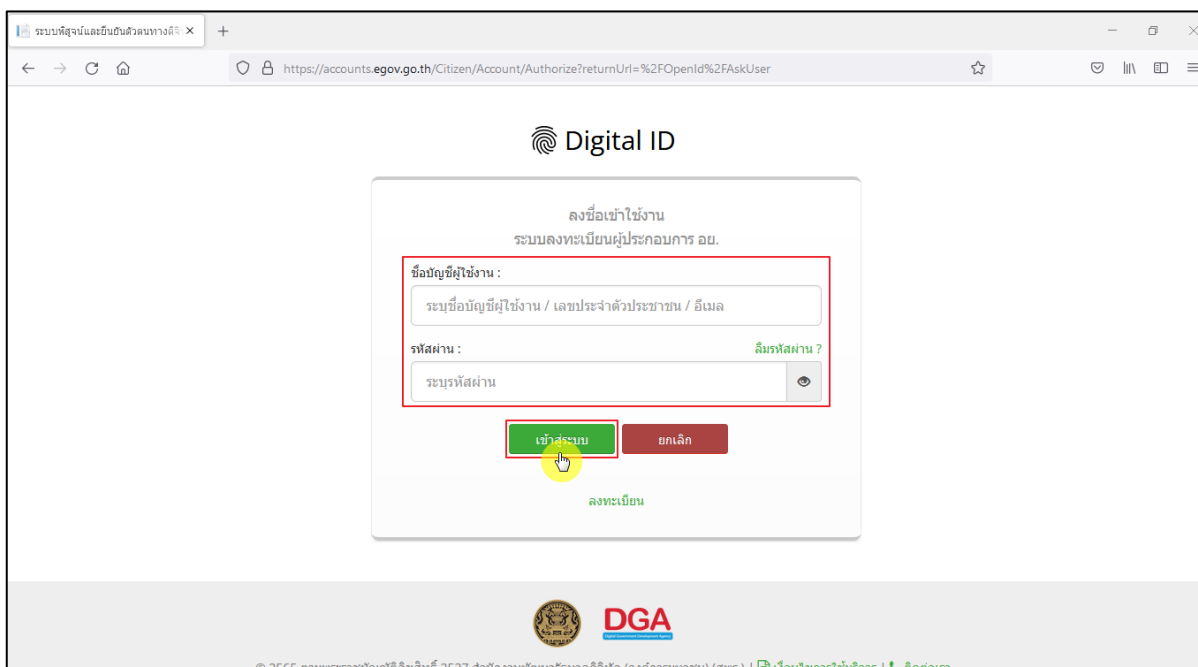 ระบบพิสูจน์และยืนยันตัวตนทางดิจิ
https://accounts.egov.go.th/Citizen/Account/Authorize?returnUrl=%2FOpenId%2FAskUser
Digital ID
ลงชื่อเข้าใช้งาน
ระบบลงทะเบียนผู้ประกอบการ อย.
ชื่อบัญชีผู้ใช้งาน :
ระบุชื่อบัญชีผู้ใช้งาน / เลขประจำตัวประชาชน / อีเมล
รหัสผ่าน : ลืมรหัสผ่าน ?
ระบุรหัสผ่าน
เข้าสู่ระบบ ยกเลิก
ลงทะเบียน
DGA
Digital Government Development Agency